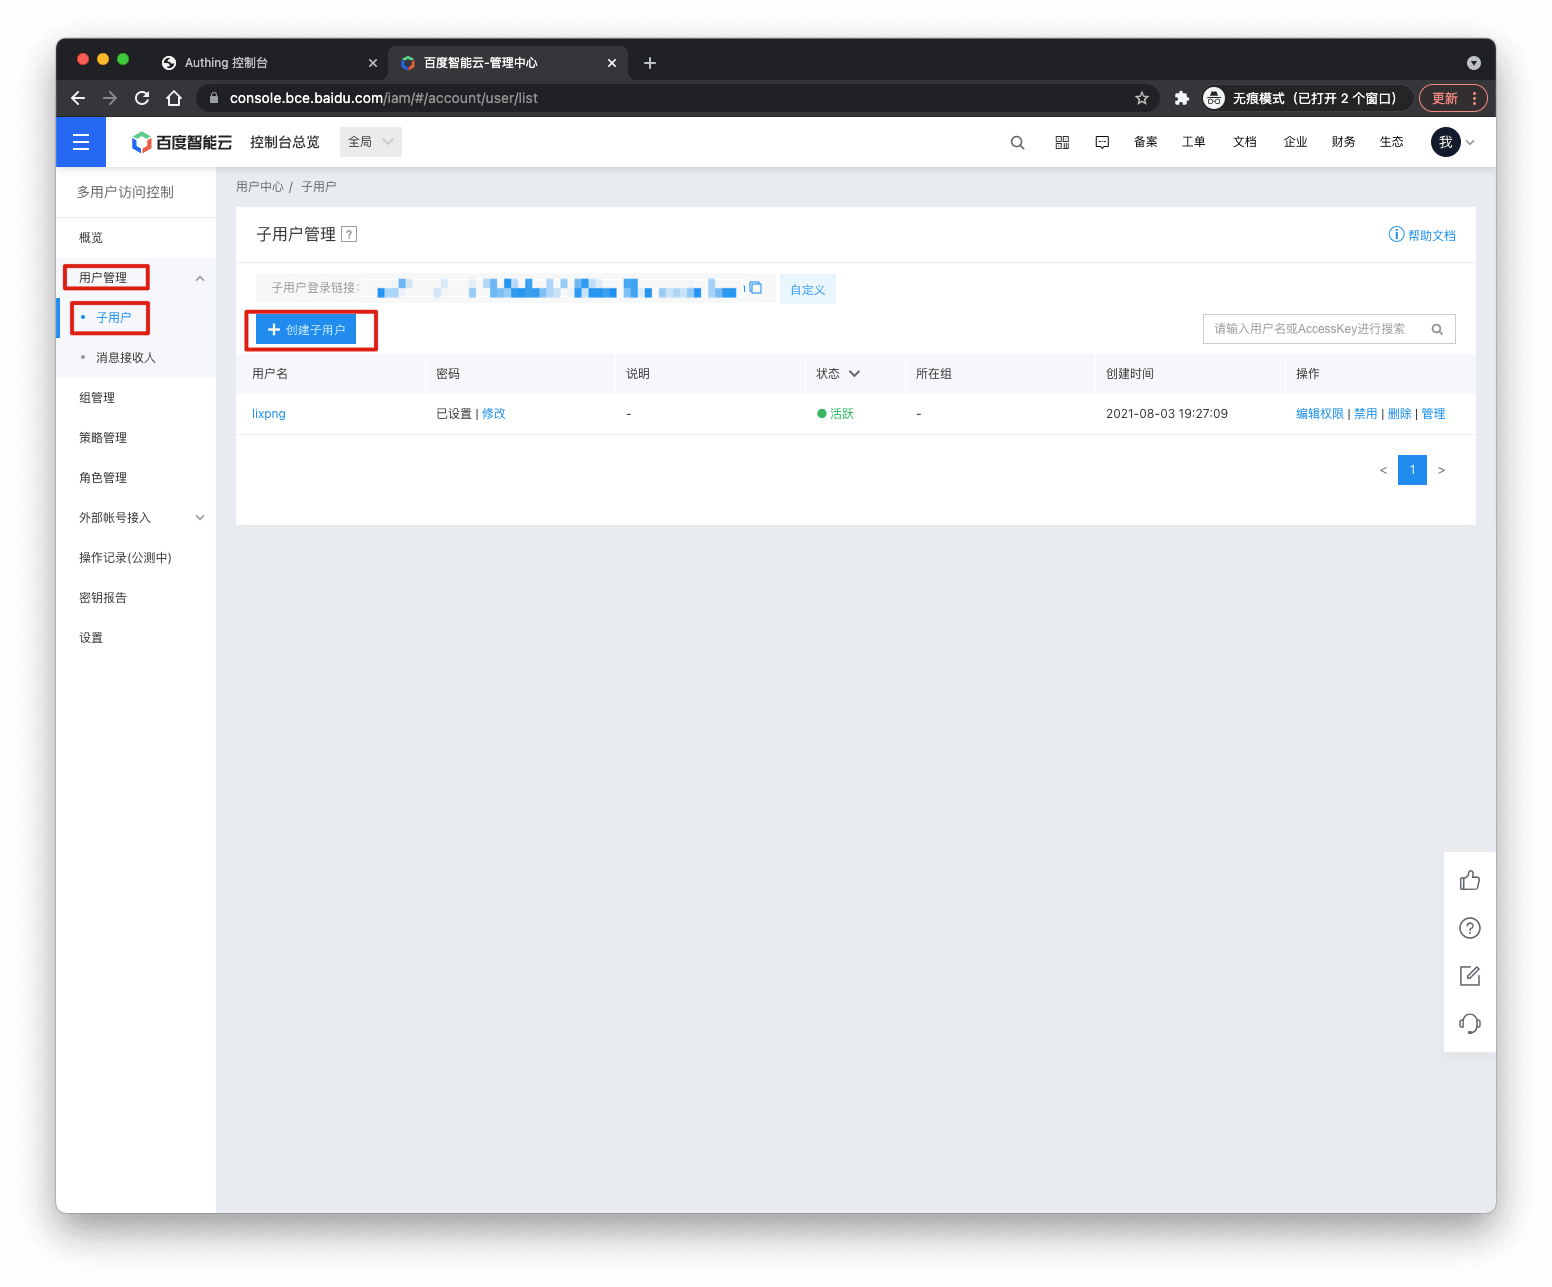 Authing 控制台
百度智能云-管理中心
console.bce.baidu.com/iam/#/account/user/list
无痕模式（已打开 2 个窗口）
更新
百度智能云
控制台总览
全局
备案
工单
文档
企业
财务
生态
我
多用户访问控制
概览
用户管理
子用户
消息接收人
组管理
策略管理
角色管理
外部帐号接入
操作记录(公测中)
密钥报告
设置
用户中心 / 子用户
子用户管理 ?
帮助文档
子用户登录链接：
自定义
+ 创建子用户
请输入用户名或AccessKey进行搜索
用户名 密码 说明 状态 所在组 创建时间 操作
lixpng 已设置 | 修改 - 活跃 - 2021-08-03 19:27:09 编辑权限 | 禁用 | 删除 | 管理
< 1 >